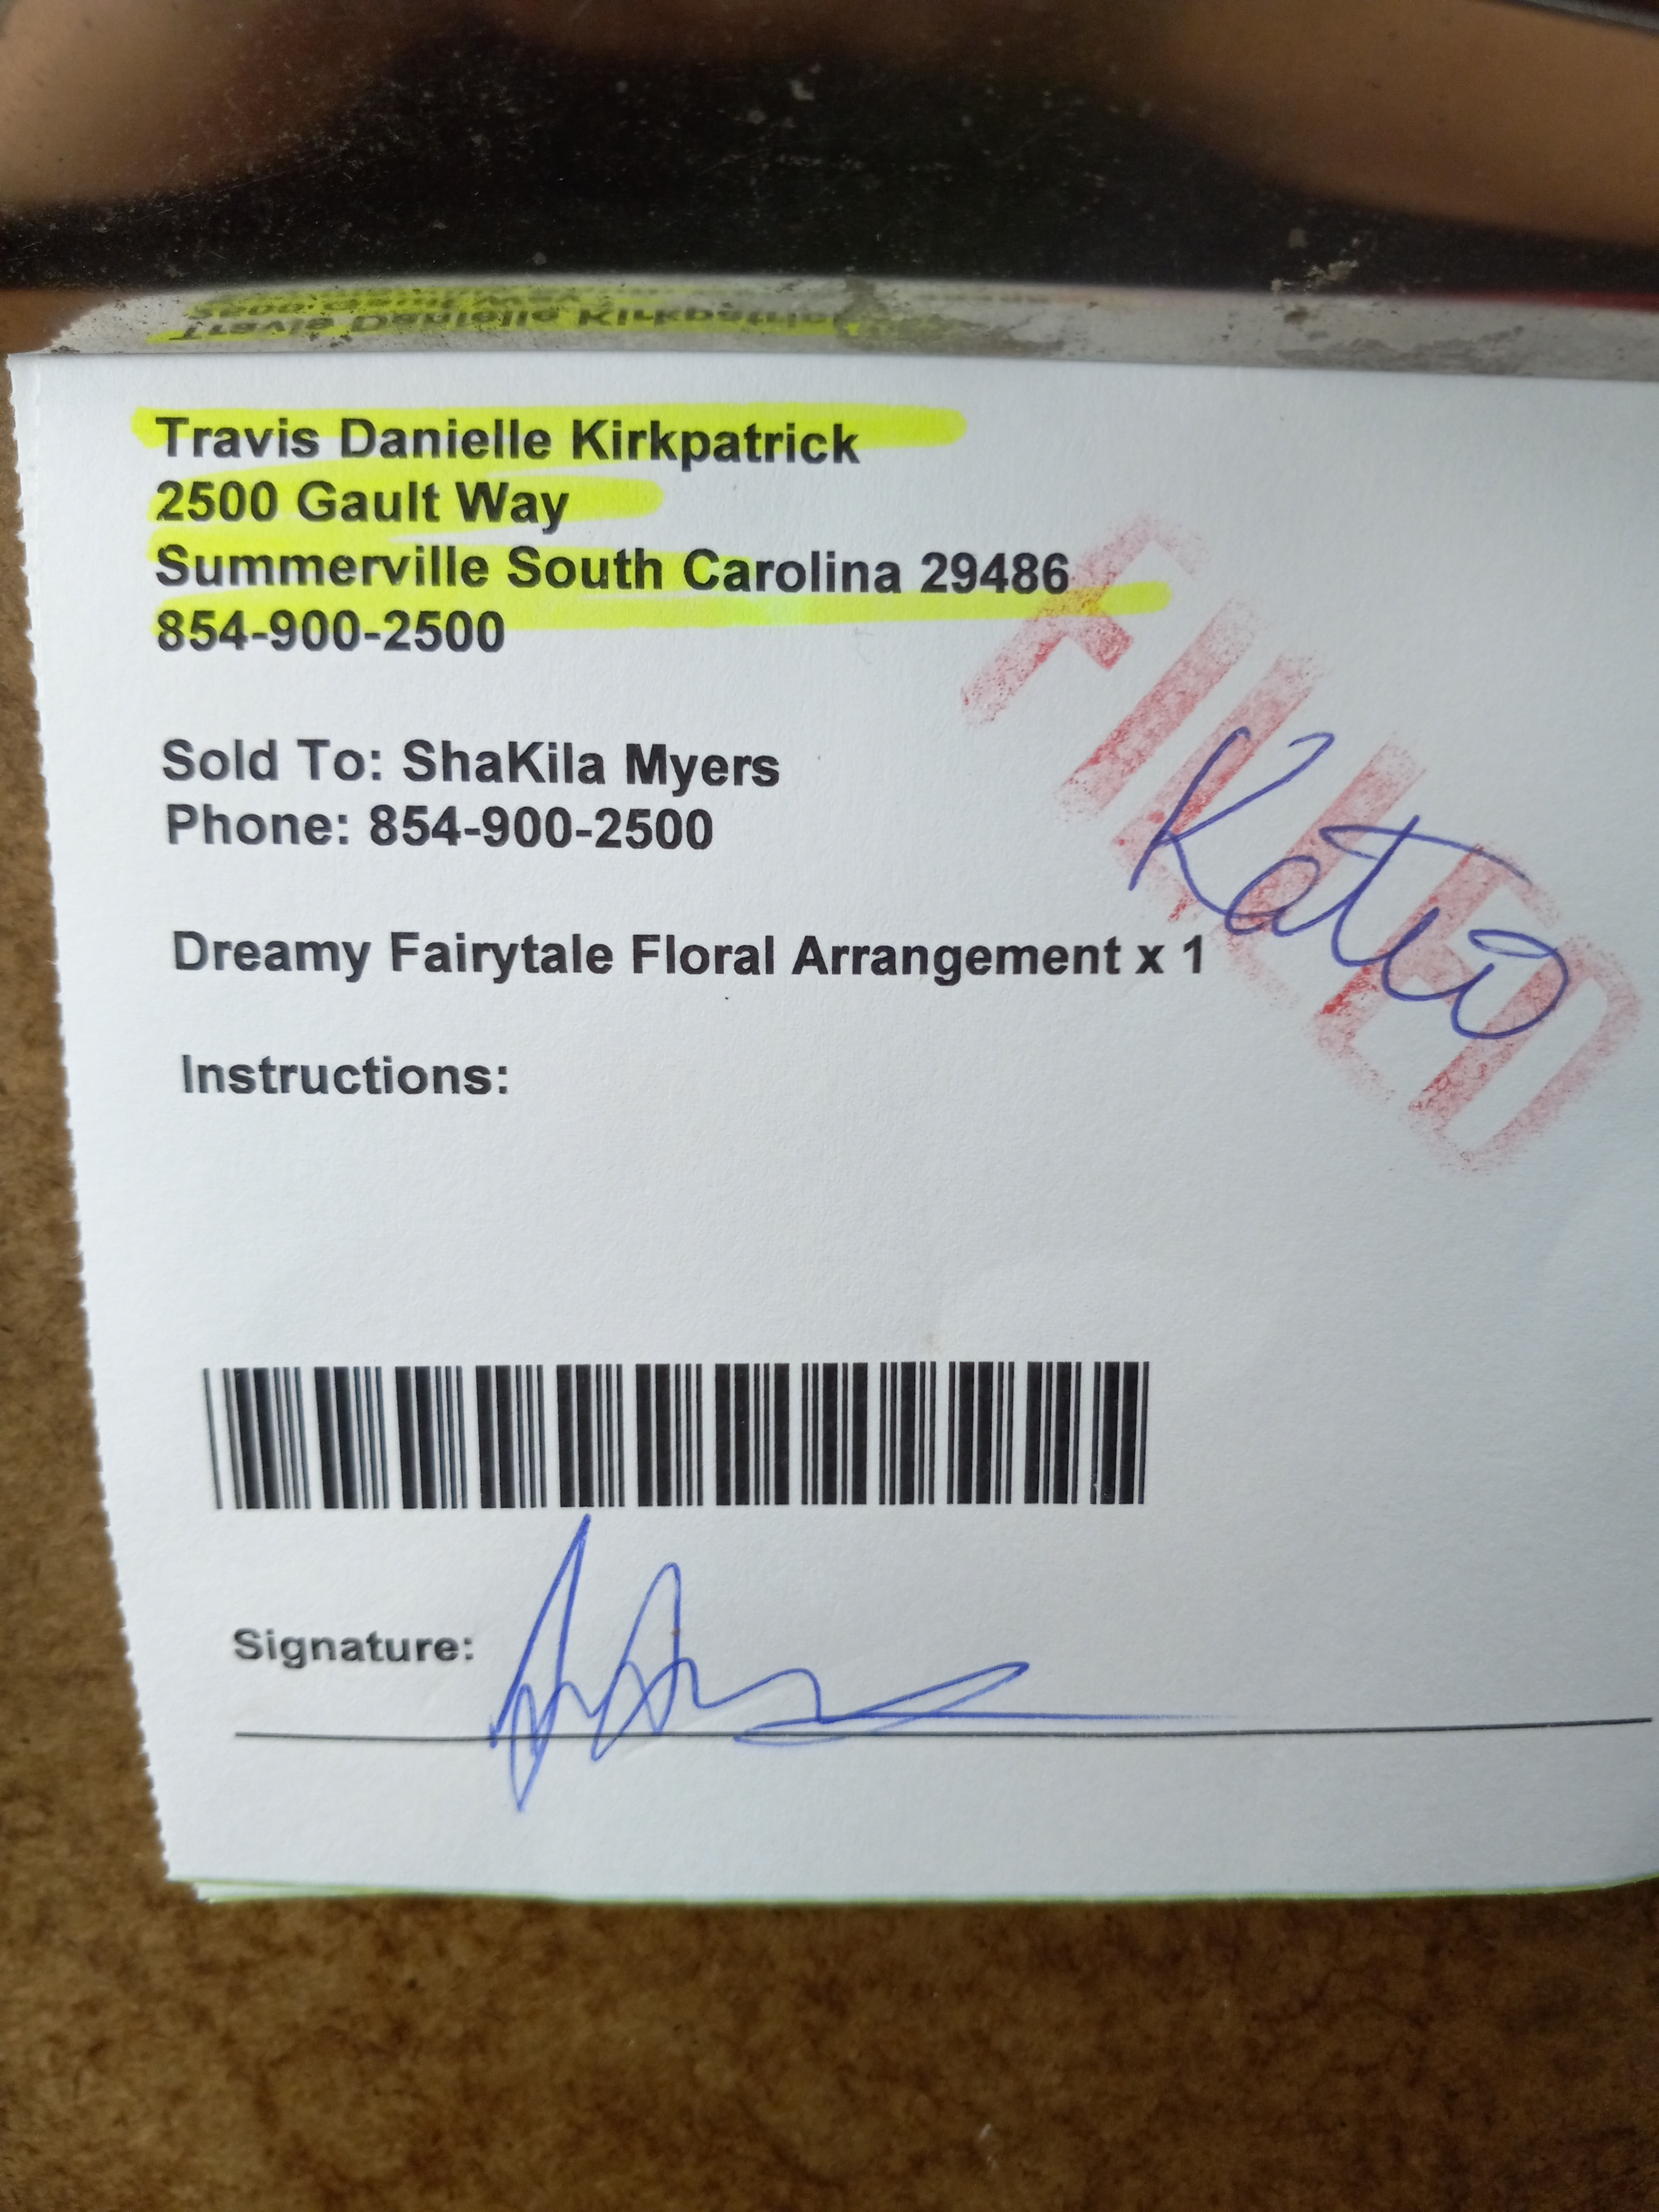 Travis Danielle Kirkpatrick
2500 Gault Way
Summerville South Carolina 29486
854-900-2500
FILLED
Sold To: ShaKila Myers
Phone: 854-900-2500
Katio
Dreamy Fairytale Floral Arrangement x 1
Instructions:
Signature: